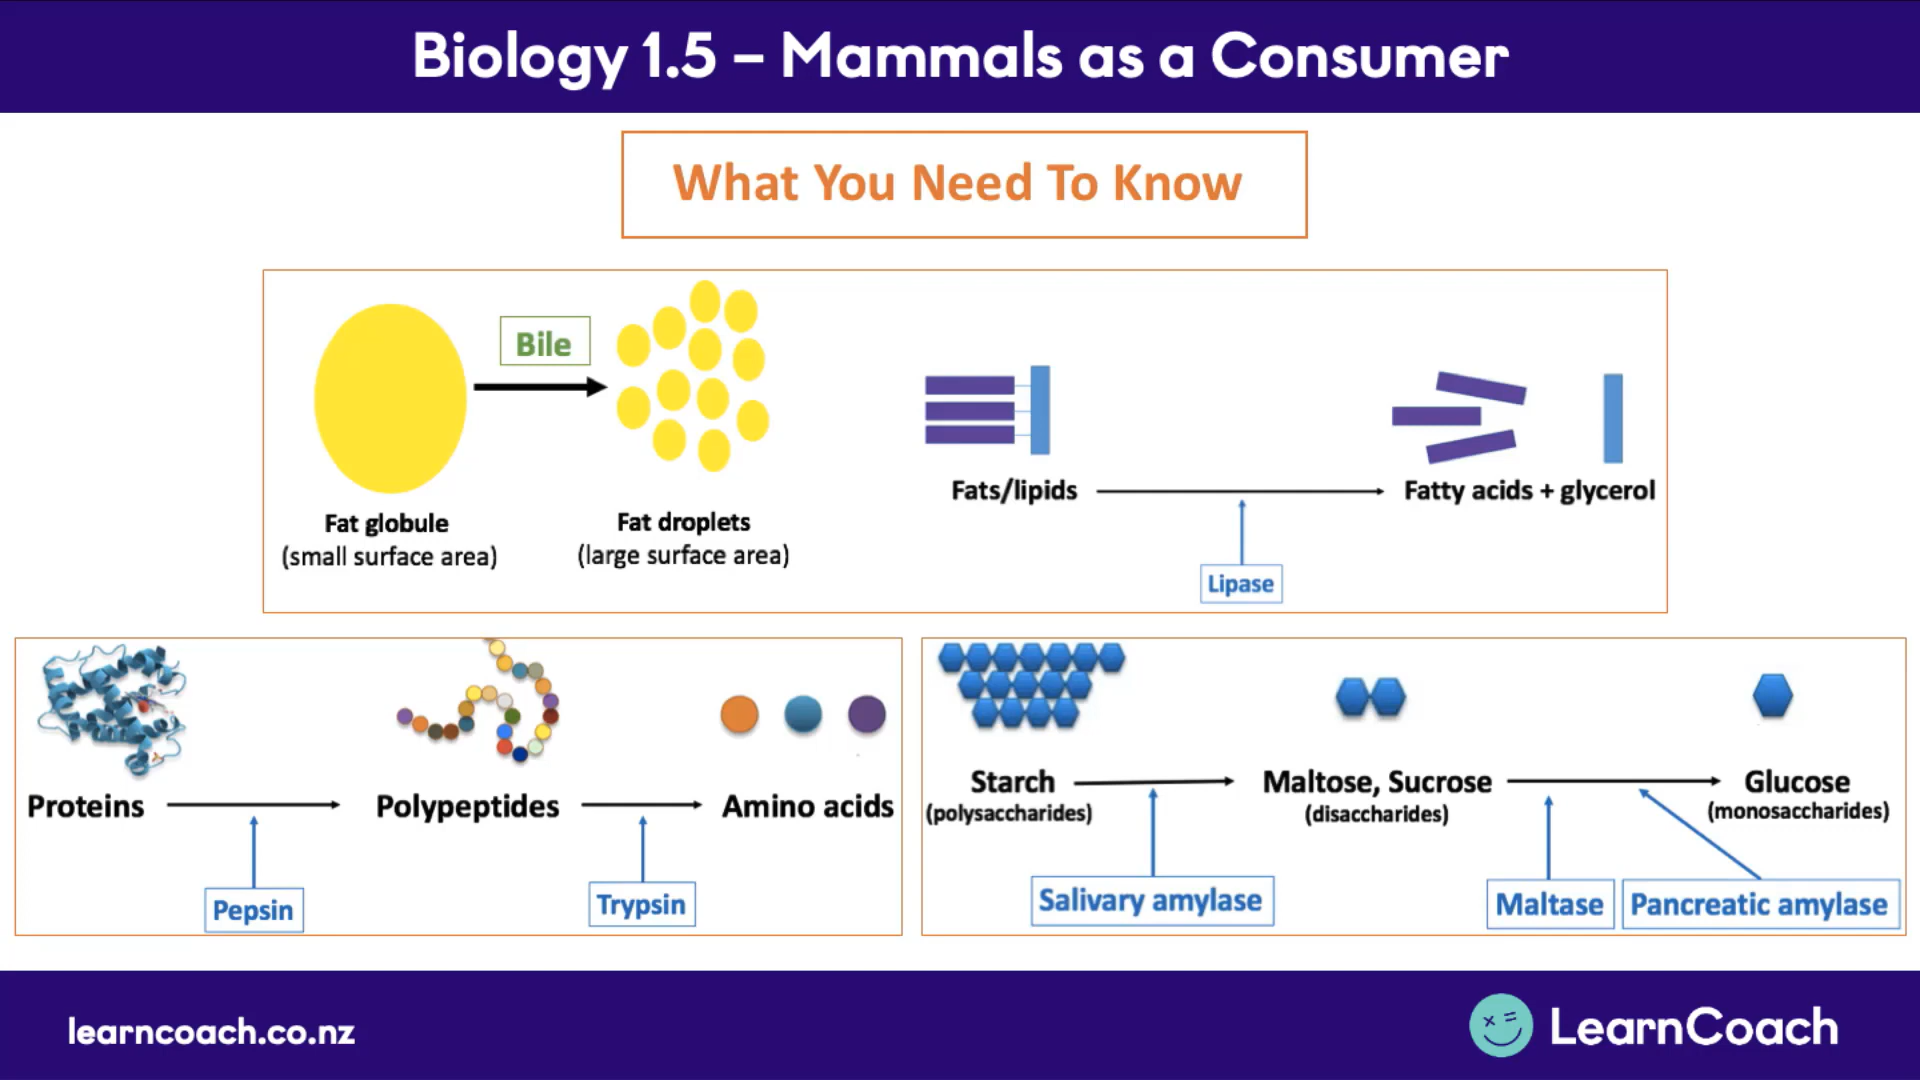 Biology 1.5 – Mammals as a Consumer
What You Need To Know
Bile
Fat globule
(small surface area)
Fat droplets
(large surface area)
Fats/lipids
Fatty acids + glycerol
Lipase
Proteins
Polypeptides
Amino acids
Pepsin
Trypsin
Starch
(polysaccharides)
Maltose, Sucrose
(disaccharides)
Glucose
(monosaccharides)
Salivary amylase
Maltase
Pancreatic amylase
learncoach.co.nz
LearnCoach